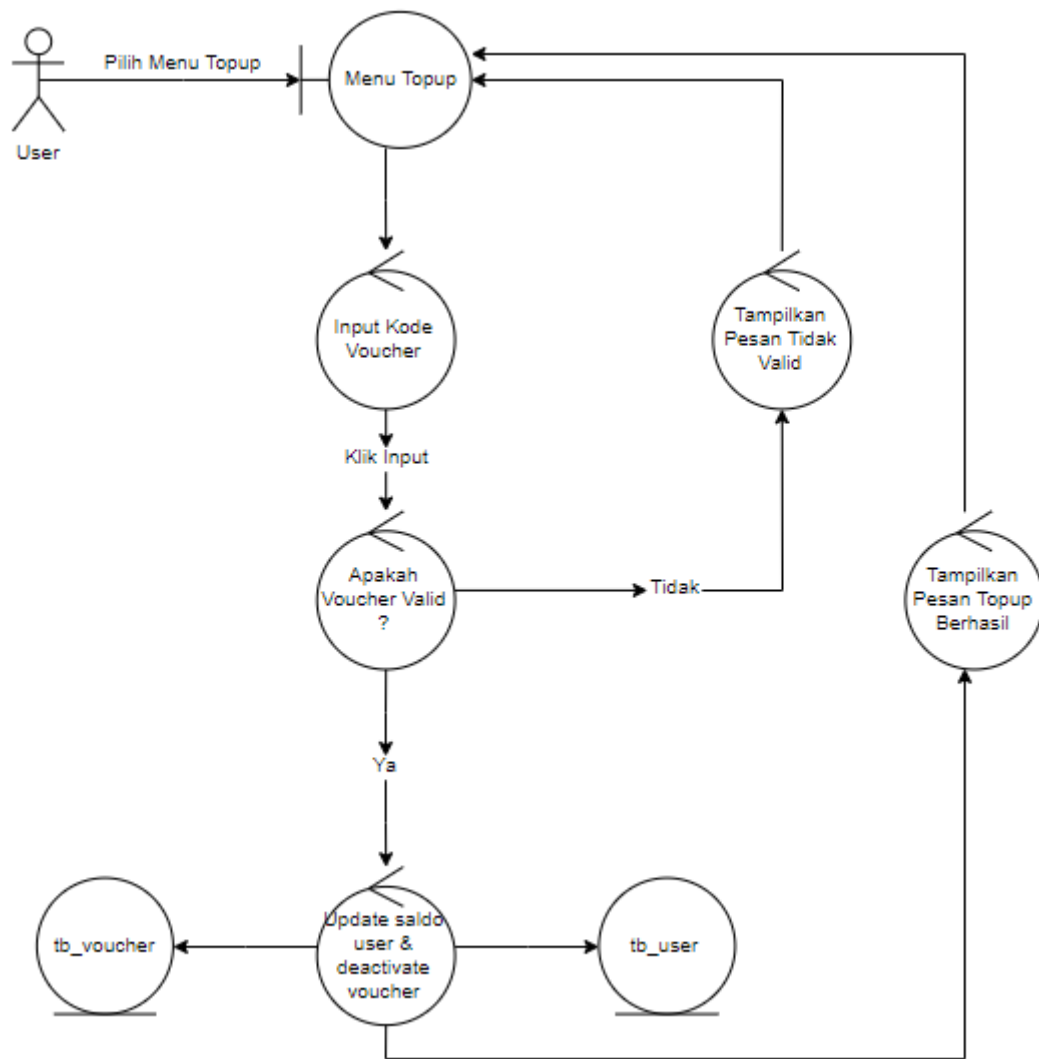 Pilih Menu Topup
User
Menu Topup
Input Kode
Voucher
Tampilkan
Pesan Tidak
Valid
Klik Input
Apakah
Voucher Valid
?
Tidak
Tampilkan
Pesan Topup
Berhasil
Ya
tb_voucher
Update saldo
user &
deactivate
voucher
tb_user